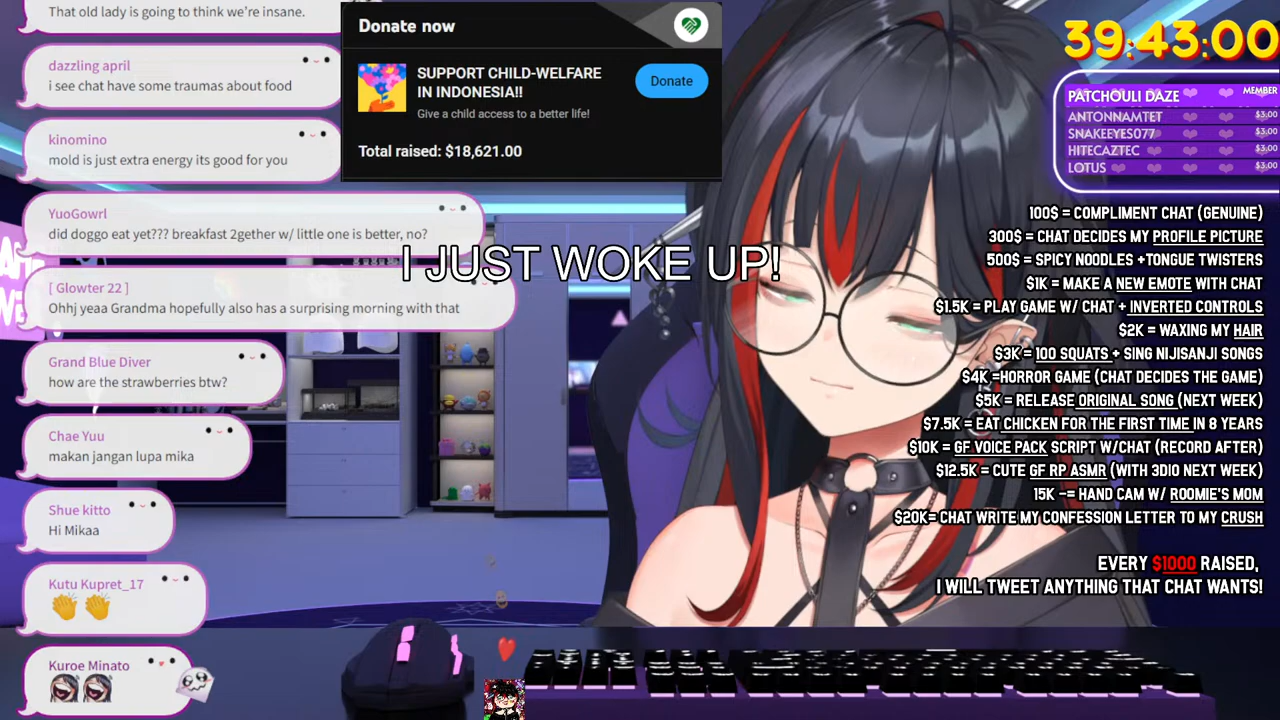 That old lady is going to think we're insane.
dazzling april
i see chat have some traumas about food
kinomino
mold is just extra energy its good for you
YuoGowrl
did doggo eat yet??? breakfast 2gether w/ little one is better, no?
[ Glowter 22 ]
Ohhj yeaa Grandma hopefully also has a surprising morning with that
Grand Blue Diver
how are the strawberries btw?
Chae Yuu
makan jangan lupa mika
Shue kitto
Hi Mikaa
Kutu Kupret_17
Kuroe Minato
Donate now
SUPPORT CHILD-WELFARE
IN INDONESIA!!
Give a child access to a better life!
Donate
Total raised: $18,621.00
I JUST WOKE UP!
39:43:00
PATCHOULI DAZE MEMBER
ANTONNAMTET $3.00
SNAKEEYES077 $3.00
HITECAZTEC $3.00
LOTUS $3.00
100$ = COMPLIMENT CHAT (GENUINE)
300$ = CHAT DECIDES MY PROFILE PICTURE
500$ = SPICY NOODLES +TONGUE TWISTERS
$1K = MAKE A NEW EMOTE WITH CHAT
$1.5K = PLAY GAME W/ CHAT + INVERTED CONTROLS
$2K = WAXING MY HAIR
$3K = 100 SQUATS + SING NIJISANJI SONGS
$4K =HORROR GAME (CHAT DECIDES THE GAME)
$5K = RELEASE ORIGINAL SONG (NEXT WEEK)
$7.5K = EAT CHICKEN FOR THE FIRST TIME IN 8 YEARS
$10K = GF VOICE PACK SCRIPT W/CHAT (RECORD AFTER)
$12.5K = CUTE GF RP ASMR (WITH 3DIO NEXT WEEK)
15K -= HAND CAM W/ ROOMIE'S MOM
$20K= CHAT WRITE MY CONFESSION LETTER TO MY CRUSH
EVERY $1000 RAISED,
I WILL TWEET ANYTHING THAT CHAT WANTS!